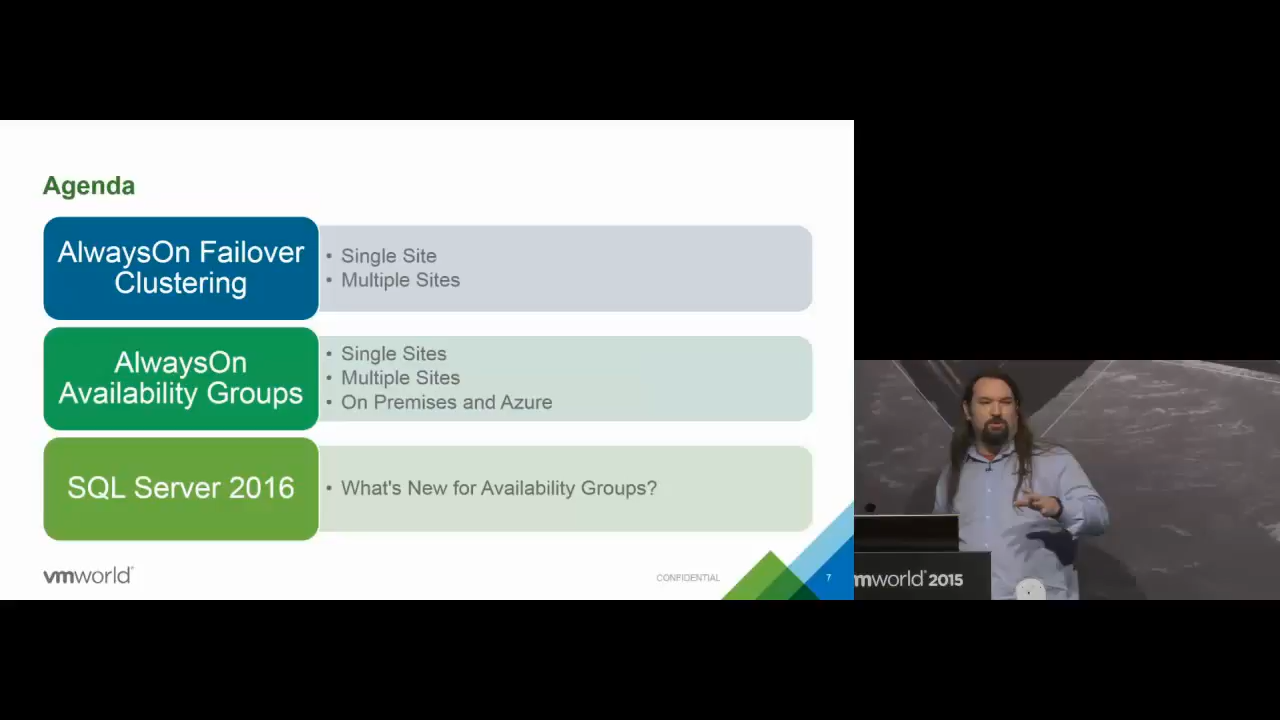 Agenda
AlwaysOn Failover
Clustering
• Single Site
• Multiple Sites
AlwaysOn
Availability Groups
• Single Sites
• Multiple Sites
• On Premises and Azure
SQL Server 2016
• What's New for Availability Groups?
vmworld®
CONFIDENTIAL
7
mworld® 2015